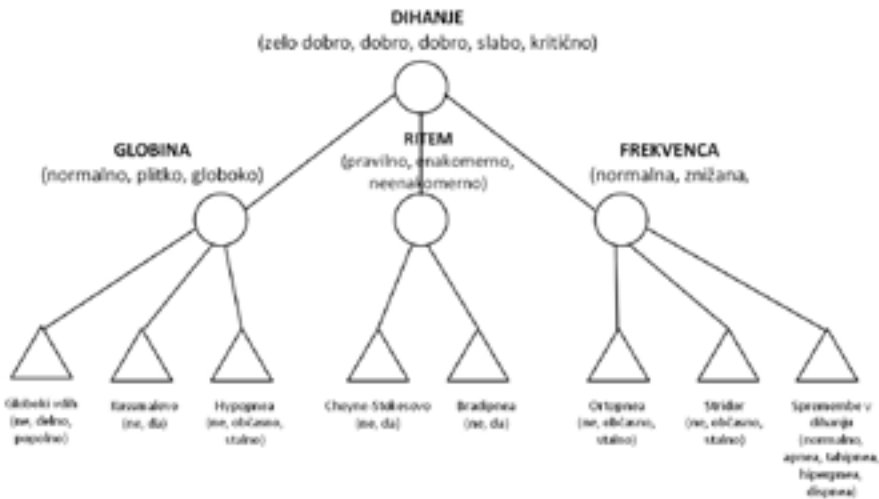 DIHANJE
(zelo dobro, dobro, dobro, slabo, kritično)
GLOBINA
(normalno, plitko, globoko)
RITEM
(pravilno, enakomerno,
neenakomerno)
FREKVENCA
(normalna, znižana,
Globoki vdih
(ne, delno,
popolno)
(ne, da)
Hypopnea
(ne, občasno,
stalno)
Cheyne-Stokesovo
(ne, da)
Bradipnea
(ne, da)
Ortopnea
(ne, občasno,
stalno)
Stridor
(ne, občasno,
stalno)
Spremembe v
dihanju
(normalno,
apnea, tahipnea,
hiperpnea,
dispnea)